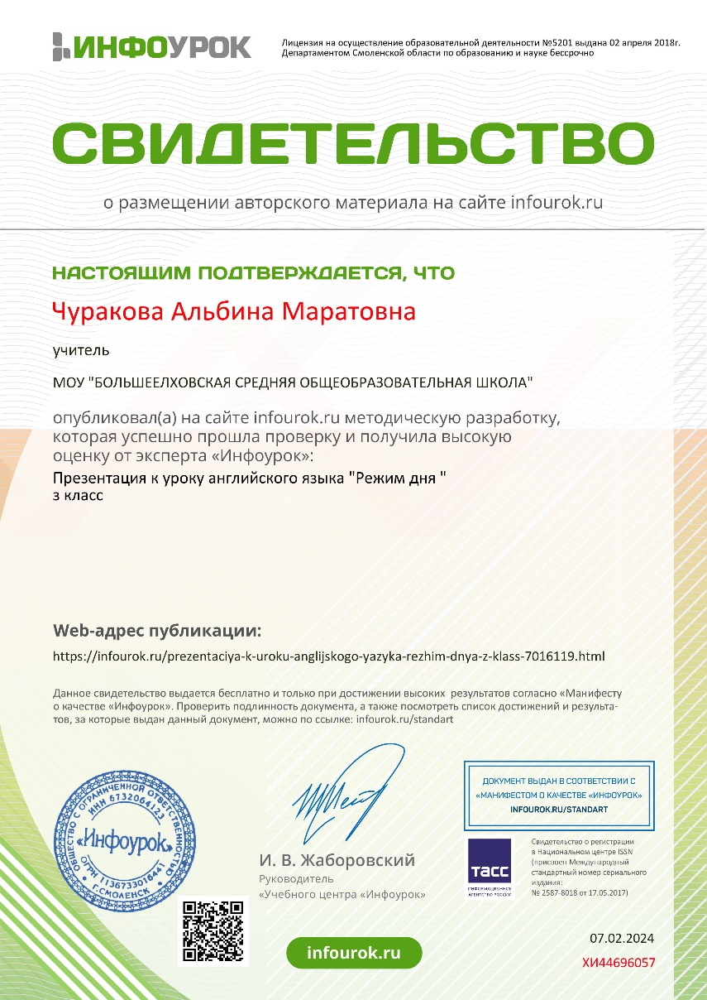 ИНФОУРОК
Лицензия на осуществление образовательной деятельности №5201 выдана 02 апреля 2018г.
Департаментом Смоленской области по образованию и науке бессрочно
СВИДЕТЕЛЬСТВО
о размещении авторского материала на сайте infourok.ru
НАСТОЯЩИМ ПОДТВЕРЖДАЕТСЯ, ЧТО
Чуракова Альбина Маратовна
учитель
МОУ "БОЛЬШЕЕЛХОВСКАЯ СРЕДНЯЯ ОБЩЕОБРАЗОВАТЕЛЬНАЯ ШКОЛА"
опубликовал(а) на сайте infourok.ru методическую разработку,
которая успешно прошла проверку и получила высокую
оценку от эксперта «Инфоурок»:
Презентация к уроку английского языка "Режим дня "
з класс
Web-адрес публикации:
https://infourok.ru/prezentaciya-k-uroku-anglijskogo-yazyka-rezhim-dnya-z-klass-7016119.html
Данное свидетельство выдается бесплатно и только при достижении высоких результатов согласно «Манифесту
о качестве «Инфоурок». Проверить подлинность документа, а также посмотреть список достижений и результа-
тов, за которые выдан данный документ, можно по ссылке: infourok.ru/standart
ОБЩЕСТВО С ОГРАНИЧЕННОЙ ОТВЕТСТВЕННОСТЬЮ
ИНН 6732064123
«Инфоурок»
ОГРН 1136733016441
г.СМОЛЕНСК
И. В. Жаборовский
Руководитель
«Учебного центра «Инфоурок»
ДОКУМЕНТ ВЫДАН В СООТВЕТСТВИИ С
«МАНИФЕСТОМ О КАЧЕСТВЕ «ИНФОУРОК»
INFOUROK.RU/STANDART
ТАСС
ИНФОРМАЦИОННОЕ
АГЕНТСТВО РОССИИ
Свидетельство о регистрации
в Национальном центре ISSN
(присвоен Международный
стандартный номер сериального
издания:
№ 2587-8018 от 17.05.2017)
infourok.ru
07.02.2024
ХИ44696057